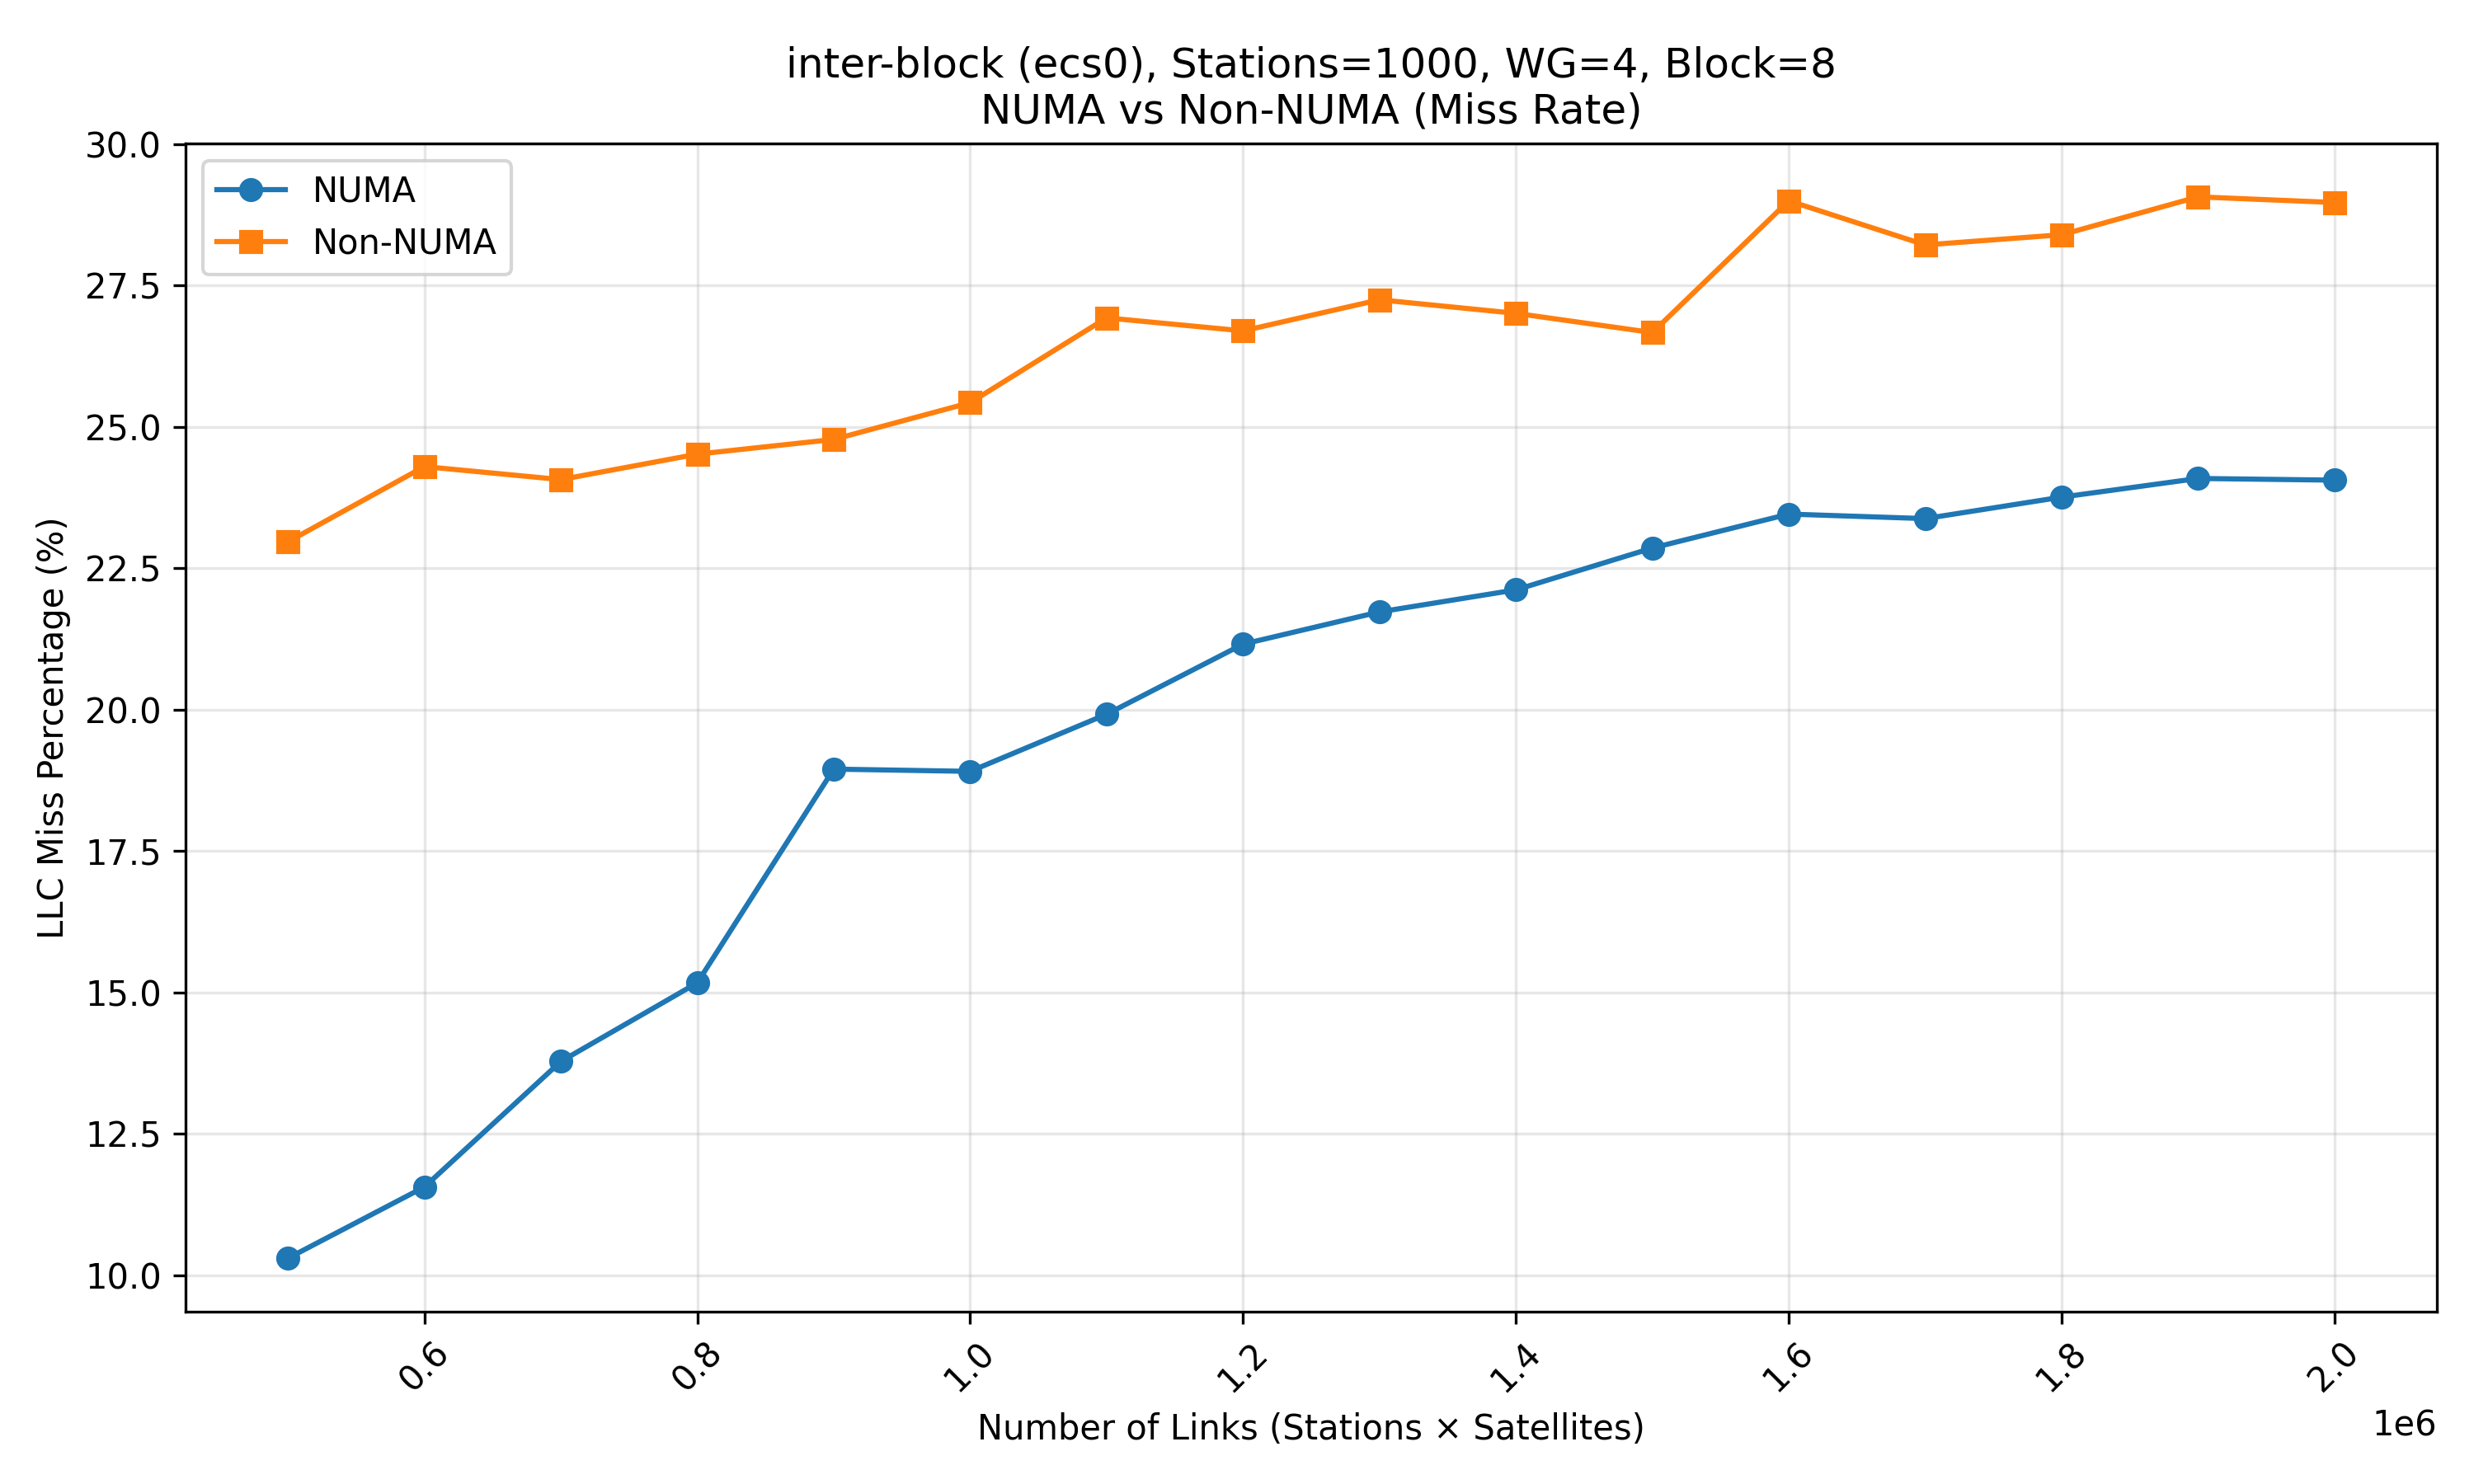 inter-block (ecs0), Stations=1000, WG=4, Block=8
NUMA vs Non-NUMA (Miss Rate)
NUMA
Non-NUMA
LLC Miss Percentage (%)
30.0
27.5
25.0
22.5
20.0
17.5
15.0
12.5
10.0
0.6
0.8
1.0
1.2
1.4
1.6
1.8
2.0
1e6
Number of Links (Stations × Satellites)